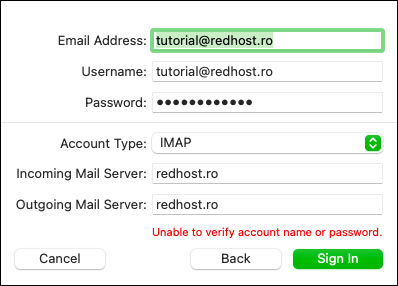 Email Address: tutorial@redhost.ro
Username: tutorial@redhost.ro
Password: ●●●●●●●●●●●●
Account Type: IMAP
Incoming Mail Server: redhost.ro
Outgoing Mail Server: redhost.ro
Unable to verify account name or password.
Cancel Back Sign In